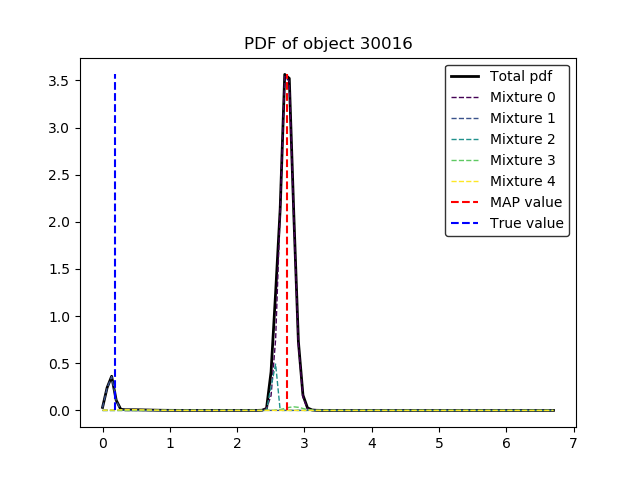 PDF of object 30016
Total pdf
Mixture 0
Mixture 1
Mixture 2
Mixture 3
Mixture 4
MAP value
True value
3.5
3.0
2.5
2.0
1.5
1.0
0.5
0.0
0 1 2 3 4 5 6 7